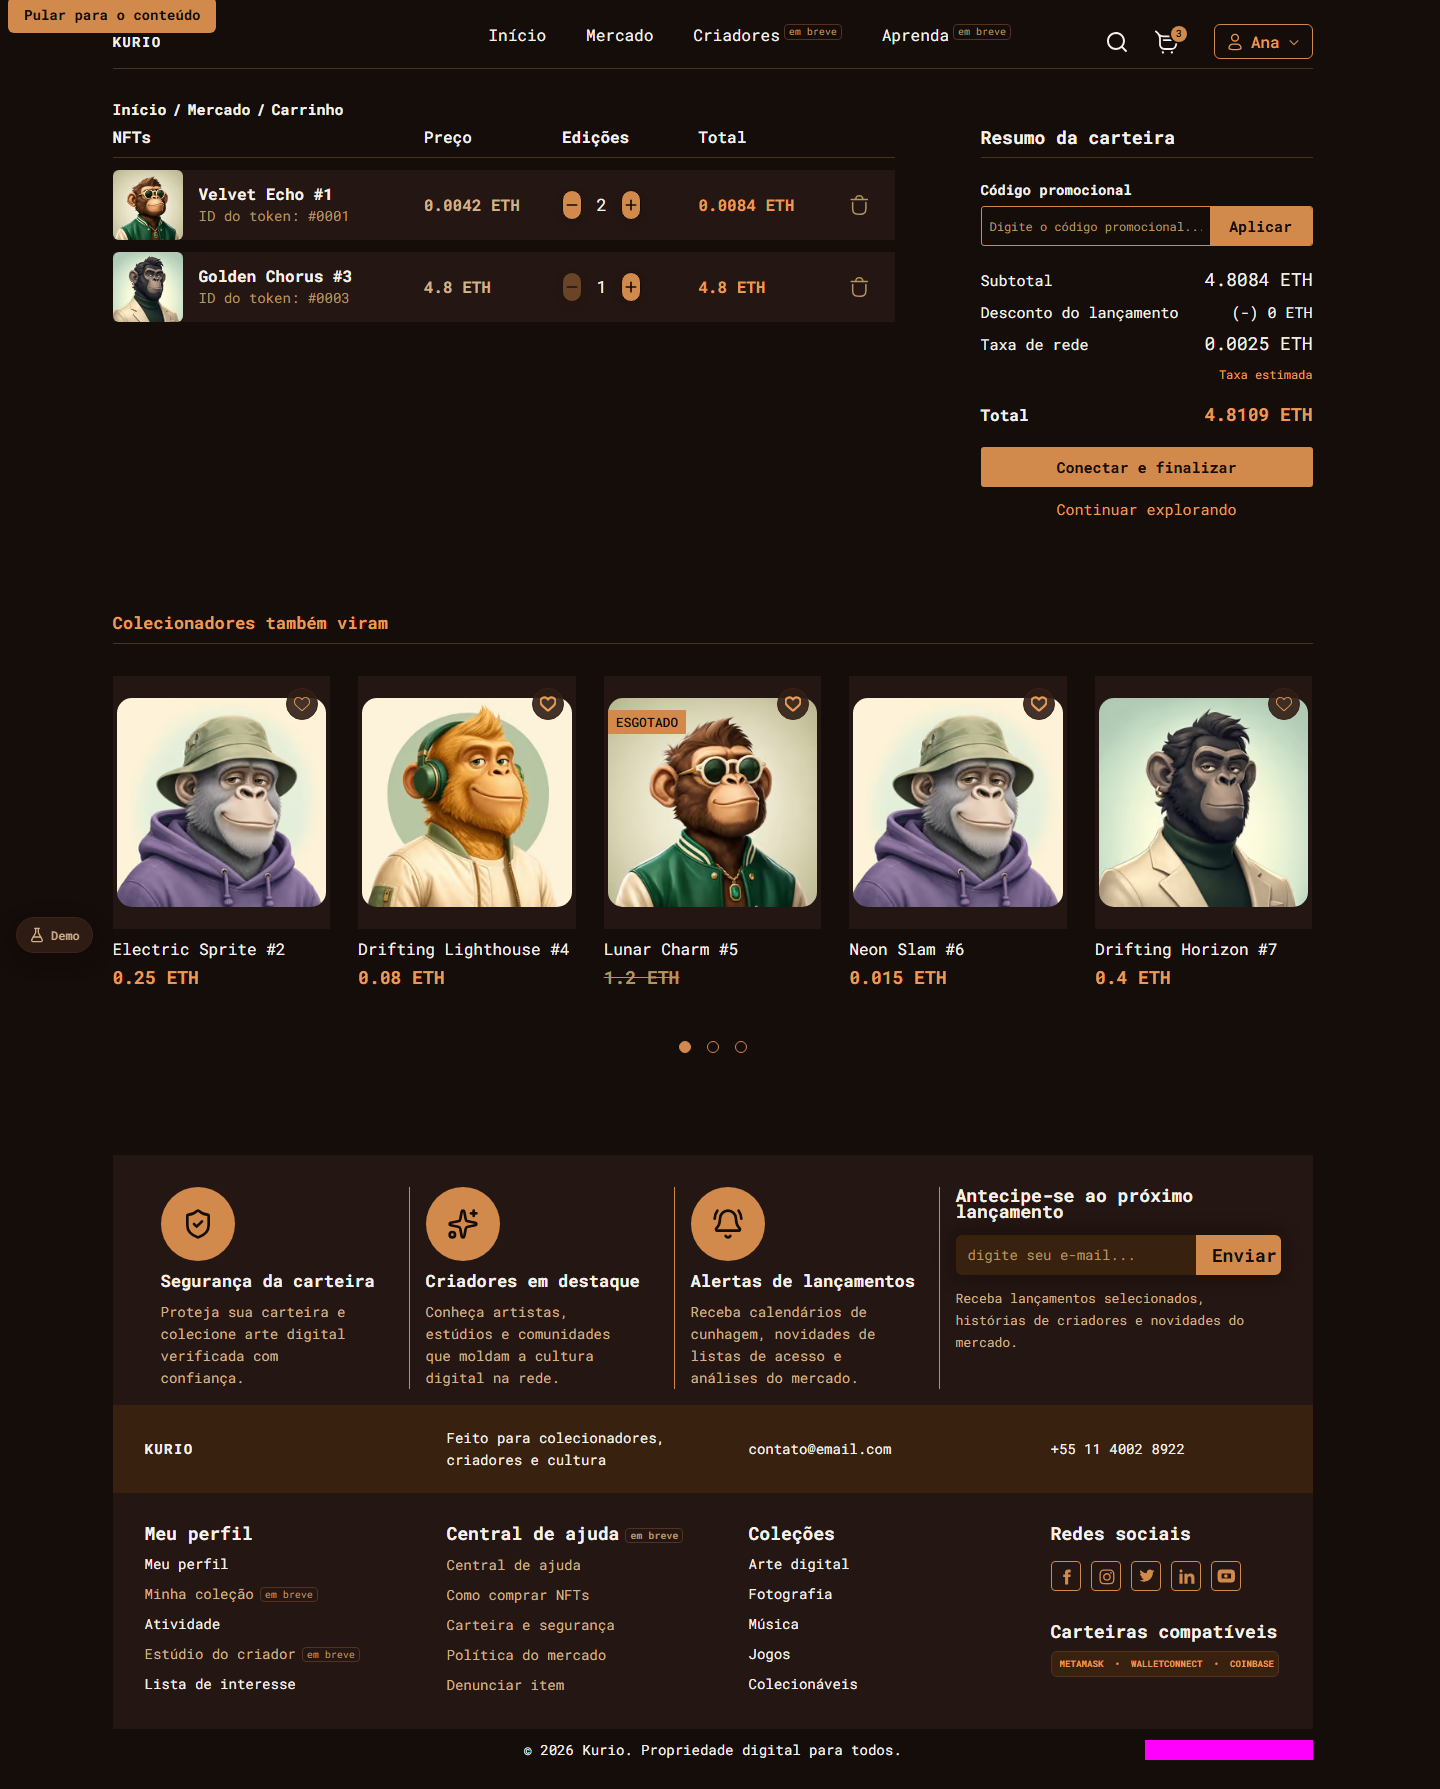 Pular para o conteúdo
KURIO
Início
Mercado
Criadores em breve
Aprenda em breve
3
Ana
Início / Mercado / Carrinho
NFTs
Preço
Edições
Total
Velvet Echo #1
ID do token: #0001
0.0042 ETH
2
0.0084 ETH
Golden Chorus #3
ID do token: #0003
4.8 ETH
1
4.8 ETH
Resumo da carteira
Código promocional
Digite o código promocional...
Aplicar
Subtotal
4.8084 ETH
Desconto do lançamento
(-) 0 ETH
Taxa de rede
0.0025 ETH
Taxa estimada
Total
4.8109 ETH
Conectar e finalizar
Continuar explorando
Colecionadores também viram
ESGOTADO
Electric Sprite #2
0.25 ETH
Drifting Lighthouse #4
0.08 ETH
Lunar Charm #5
1.2 ETH
Neon Slam #6
0.015 ETH
Drifting Horizon #7
0.4 ETH
Demo
Segurança da carteira
Proteja sua carteira e
colecione arte digital
verificada com
confiança.
Criadores em destaque
Conheça artistas,
estúdios e comunidades
que moldam a cultura
digital na rede.
Alertas de lançamentos
Receba calendários de
cunhagem, novidades de
listas de acesso e
análises do mercado.
Antecipe-se ao próximo
lançamento
digite seu e-mail...
Enviar
Receba lançamentos selecionados,
histórias de criadores e novidades do
mercado.
KURIO
Feito para colecionadores,
criadores e cultura
contato@email.com
+55 11 4002 8922
Meu perfil
Meu perfil
Minha coleção em breve
Atividade
Estúdio do criador em breve
Lista de interesse
Central de ajuda em breve
Central de ajuda
Como comprar NFTs
Carteira e segurança
Política do mercado
Denunciar item
Coleções
Arte digital
Fotografia
Música
Jogos
Colecionáveis
Redes sociais
Carteiras compatíveis
METAMASK • WALLETCONNECT • COINBASE
© 2026 Kurio. Propriedade digital para todos.